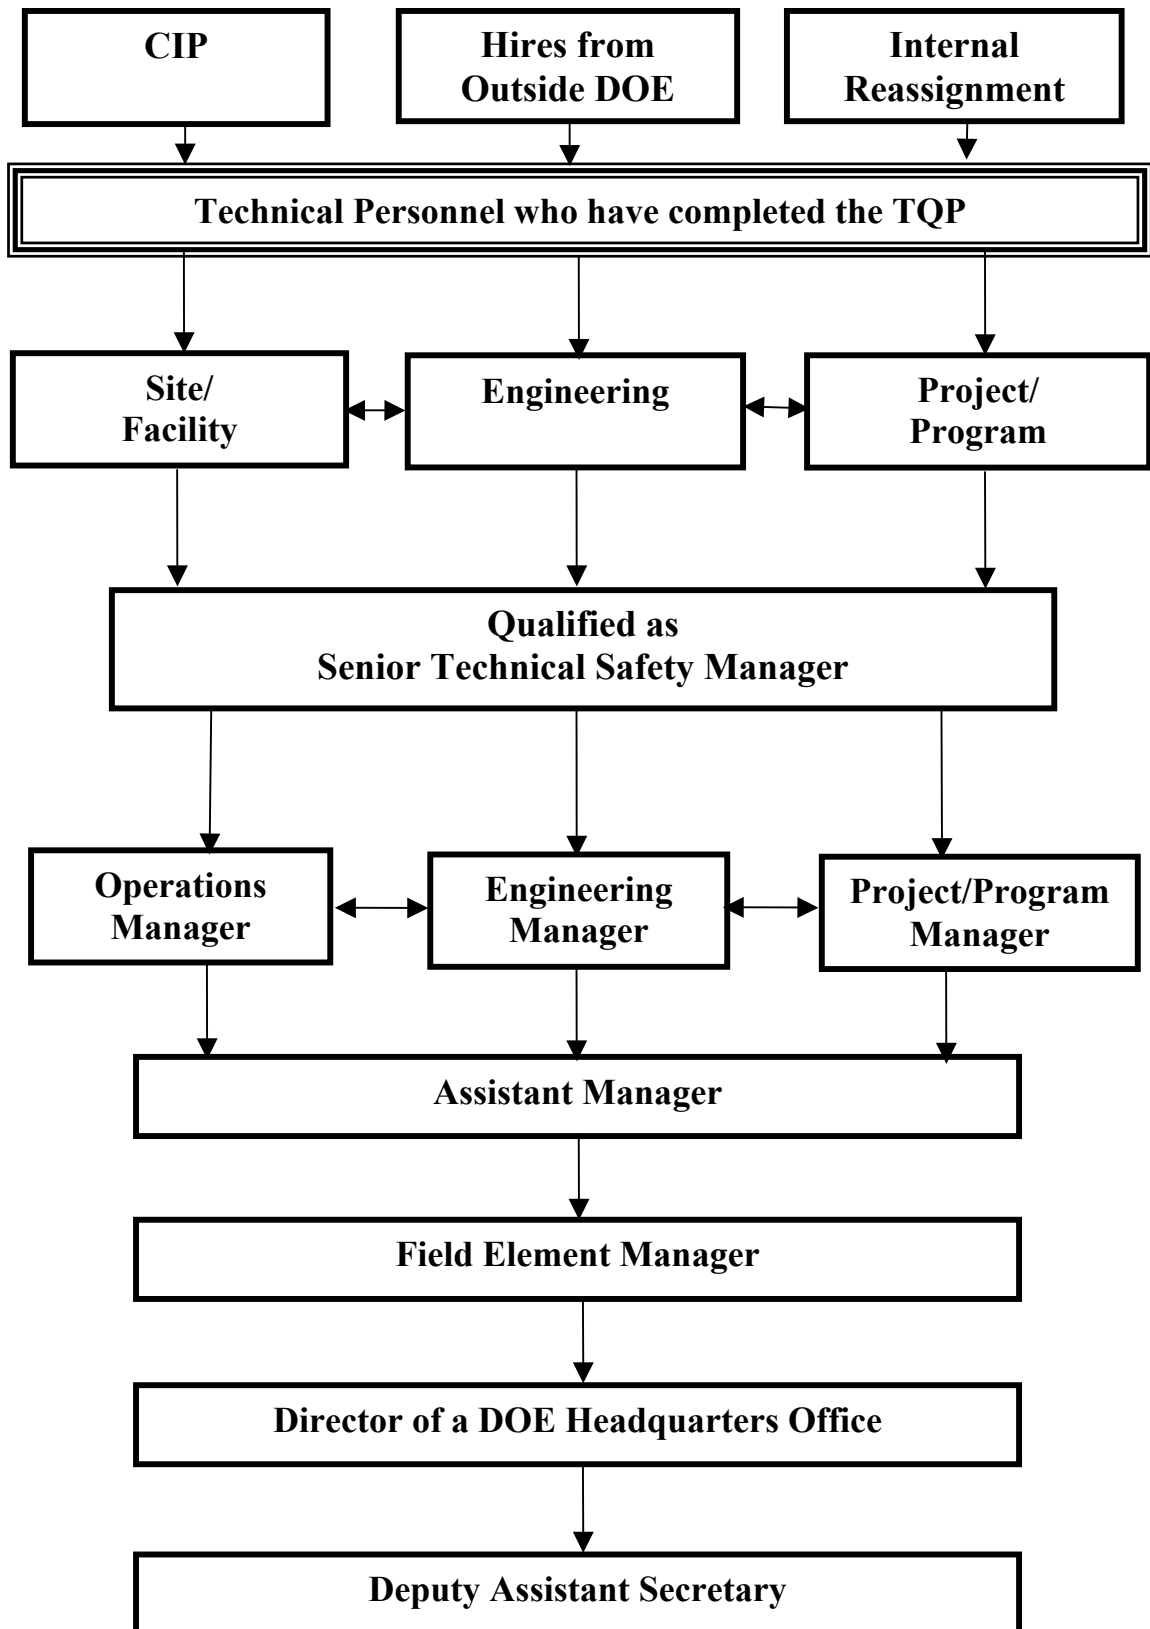 CIP
Hires from
Outside DOE
Internal
Reassignment
Technical Personnel who have completed the TQP
Site/
Facility
Engineering
Project/
Program
Qualified as
Senior Technical Safety Manager
Operations
Manager
Engineering
Manager
Project/Program
Manager
Assistant Manager
Field Element Manager
Director of a DOE Headquarters Office
Deputy Assistant Secretary